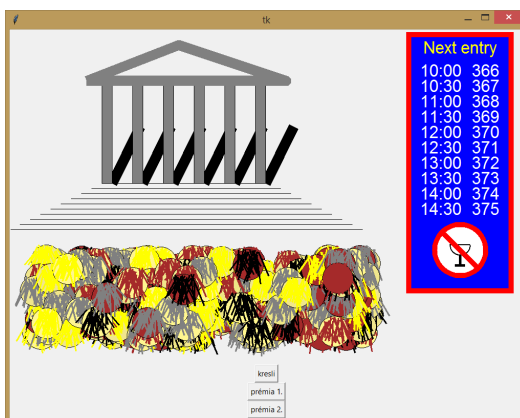 tk
Next entry
10:00 366
10:30 367
11:00 368
11:30 369
12:00 370
12:30 371
13:00 372
13:30 373
14:00 374
14:30 375
kresli
prémia 1.
prémia 2.